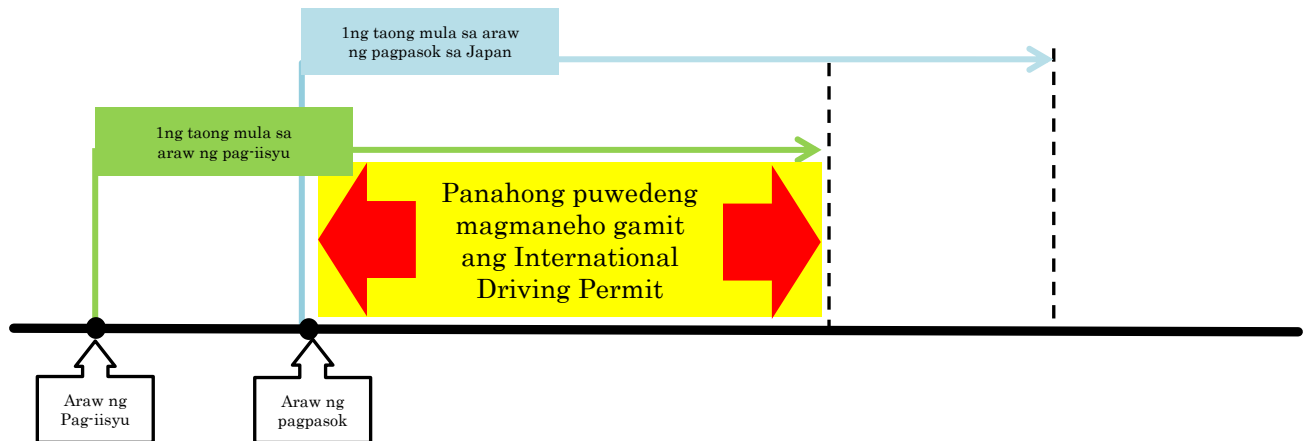 1ng taong mula sa araw
ng pagpasok sa Japan
1ng taong mula sa
araw ng pag-iisyu
Panahong puwedeng
magmaneho gamit
ang International
Driving Permit
Araw ng
Pag-iisyu
Araw ng
pagpasok